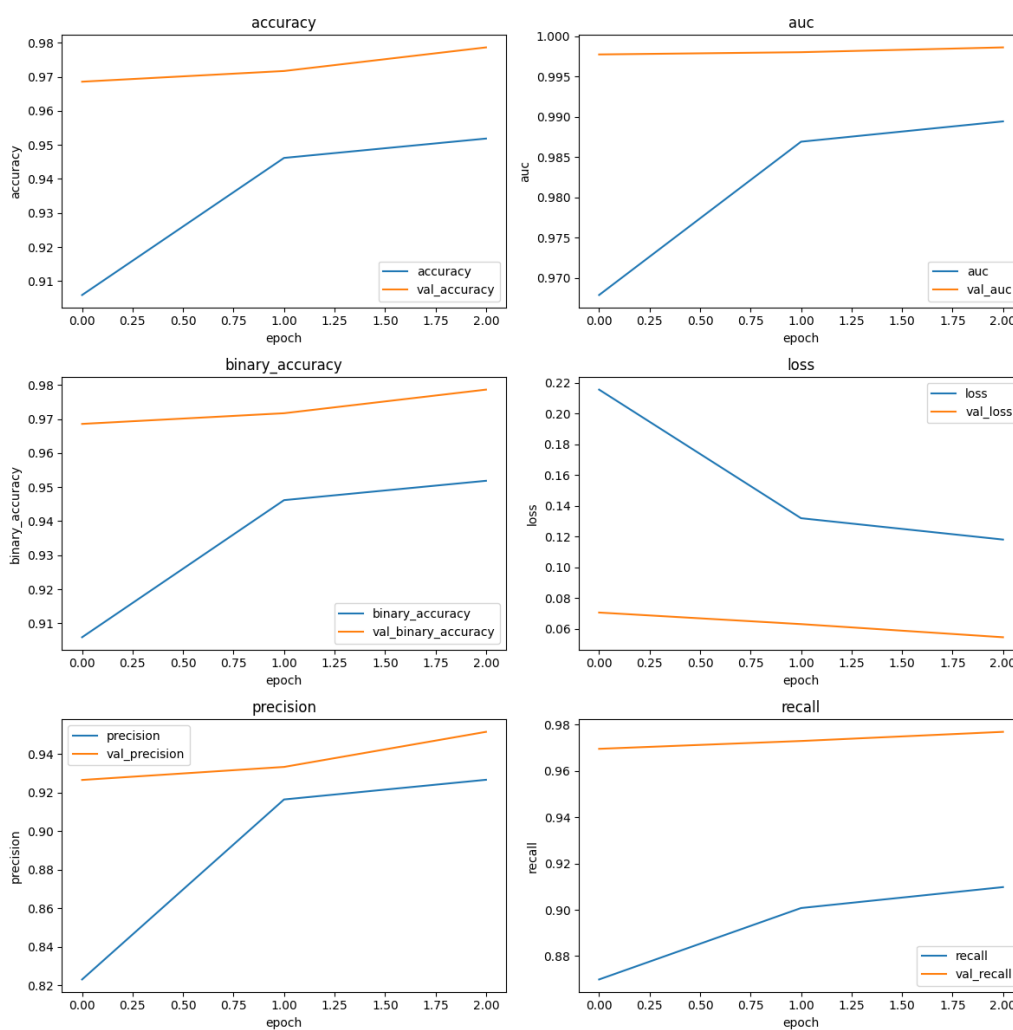 accuracy
0.98
0.97
0.96
0.95
0.94
0.93
0.92
0.91
accuracy
accuracy
val_accuracy
0.00 0.25 0.50 0.75 1.00 1.25 1.50 1.75 2.00
epoch
auc
1.000
0.995
0.990
0.985
0.980
0.975
0.970
auc
auc
val_auc
0.00 0.25 0.50 0.75 1.00 1.25 1.50 1.75 2.00
epoch
binary_accuracy
0.98
0.97
0.96
0.95
0.94
0.93
0.92
0.91
binary_accuracy
binary_accuracy
val_binary_accuracy
0.00 0.25 0.50 0.75 1.00 1.25 1.50 1.75 2.00
epoch
loss
0.22
0.20
0.18
0.16
0.14
0.12
0.10
0.08
0.06
loss
loss
val_loss
0.00 0.25 0.50 0.75 1.00 1.25 1.50 1.75 2.00
epoch
precision
0.94
0.92
0.90
0.88
0.86
0.84
0.82
precision
precision
val_precision
0.00 0.25 0.50 0.75 1.00 1.25 1.50 1.75 2.00
epoch
recall
0.98
0.96
0.94
0.92
0.90
0.88
recall
recall
val_recall
0.00 0.25 0.50 0.75 1.00 1.25 1.50 1.75 2.00
epoch